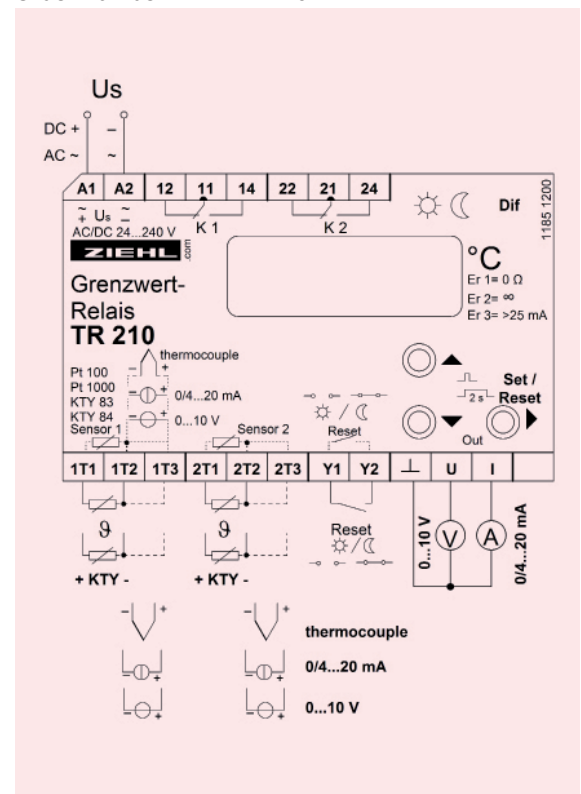 Us
DC + –
AC ~ ~
A1 A2 12 11 14 22 21 24
~ + Us ~ –
AC/DC 24...240 V
K 1 K 2
Dif
1185 1200
ZIEHL .com
°C
Er 1= 0 Ω
Er 2= ∞
Er 3= >25 mA
Grenzwert-
Relais
TR 210
thermocouple
– +
Pt 100
Pt 1000
KTY 83
KTY 84
– + 0/4...20 mA
– + 0...10 V
Sensor 1
Sensor 2
Reset
Set /
Reset
2 s
Out
1T1 1T2 1T3 2T1 2T2 2T3 Y1 Y2 ⊥ U I
ϑ ϑ
Reset
+ KTY - + KTY -
0...10 V
V
A
0/4...20 mA
– + – +
thermocouple
– + – +
0/4...20 mA
– + – +
0...10 V